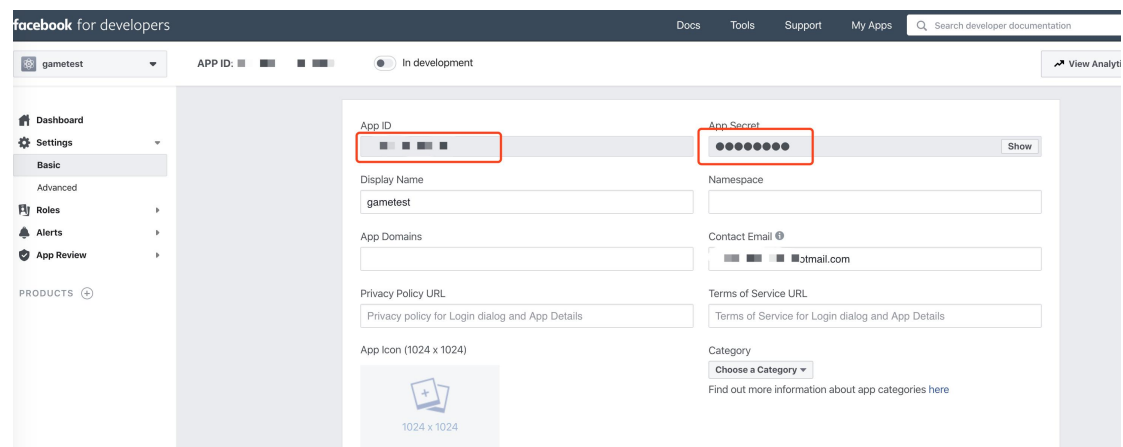 facebook for developers
Docs Tools Support My Apps Search developer documentation
gametest
APP ID:
In development
View Analyti
Dashboard
Settings
Basic
Advanced
Roles
Alerts
App Review
PRODUCTS
App ID
App Secret
Show
Display Name
Namespace
gametest
App Domains
Contact Email
otmail.com
Privacy Policy URL
Terms of Service URL
Privacy policy for Login dialog and App Details
Terms of Service for Login dialog and App Details
App Icon (1024 x 1024)
Category
Choose a Category
Find out more information about app categories here
1024 x 1024